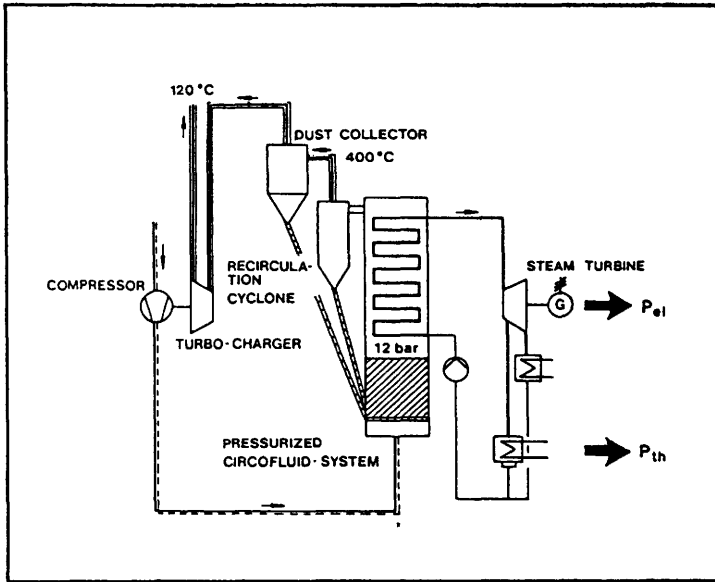 120°C
DUST COLLECTOR
400°C
RECIRCULA-
TION
CYCLONE
COMPRESSOR
TURBO-CHARGER
STEAM TURBINE
G
Pel
12 bar
PRESSURIZED
CIRCOFLUID-SYSTEM
Pth